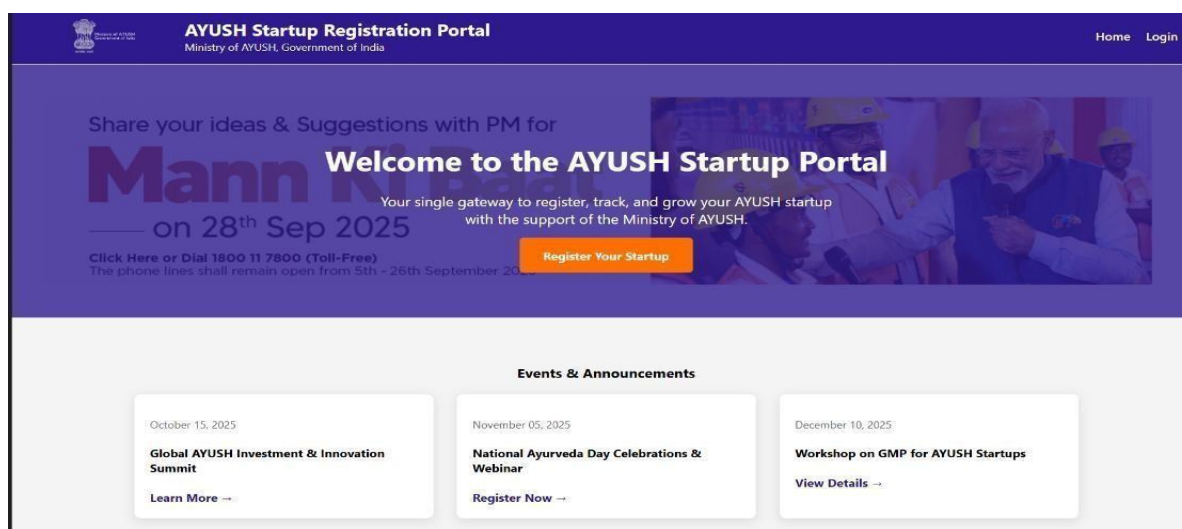 AYUSH Startup Registration Portal
Ministry of AYUSH, Government of India
Home Login
Share your ideas & Suggestions with PM for
Mann Ki Baat
on 28th Sep 2025
Click Here or Dial 1800 11 7800 (Toll-Free)
The phone lines shall remain open from 5th - 26th September 20
Welcome to the AYUSH Startup Portal
Your single gateway to register, track, and grow your AYUSH startup
with the support of the Ministry of AYUSH.
Register Your Startup
Events & Announcements
October 15, 2025
Global AYUSH Investment & Innovation
Summit
Learn More →
November 05, 2025
National Ayurveda Day Celebrations &
Webinar
Register Now →
December 10, 2025
Workshop on GMP for AYUSH Startups
View Details →